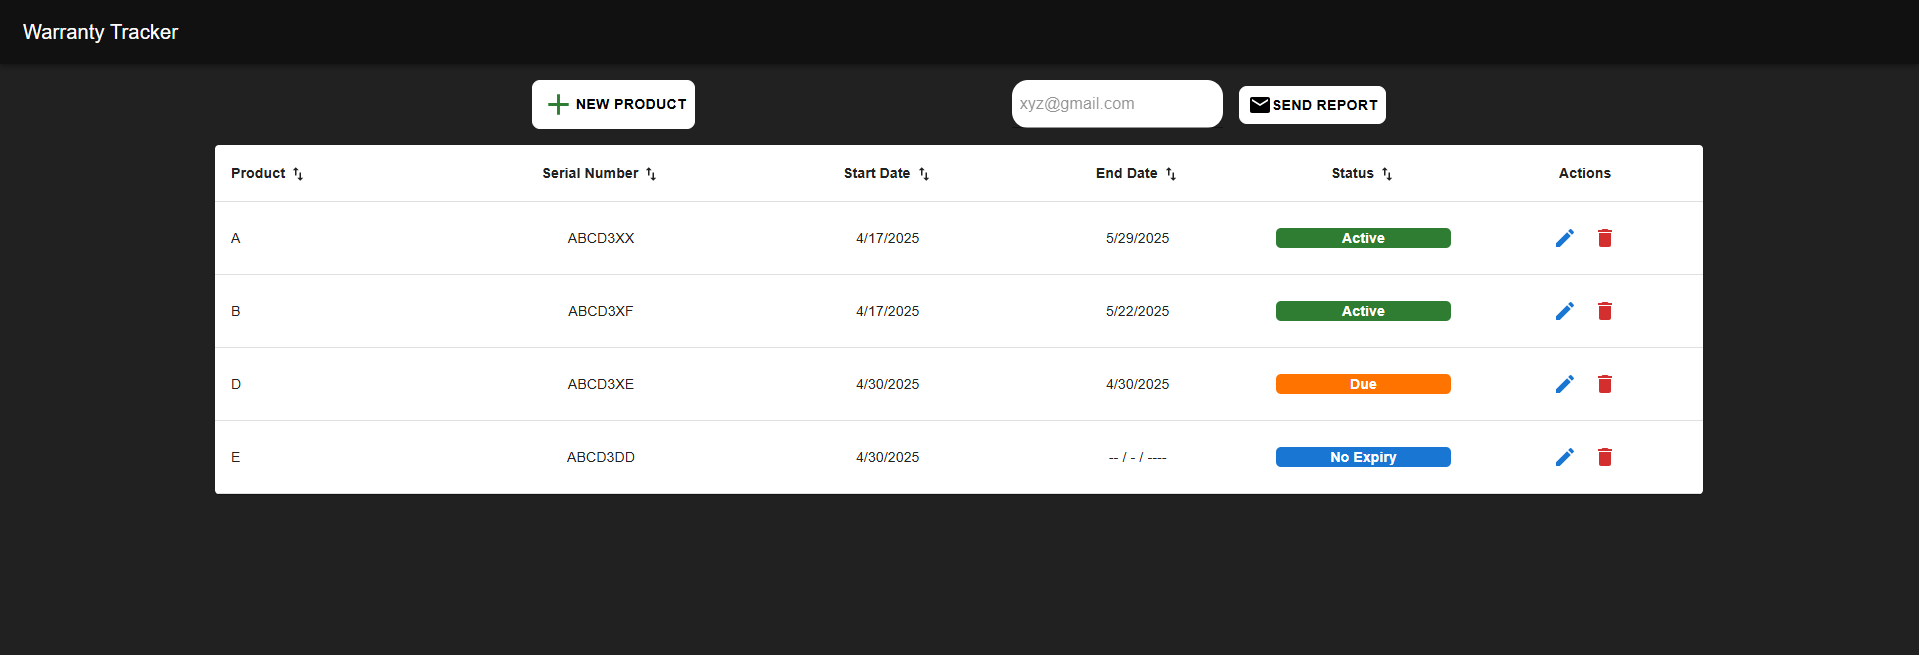 Warranty Tracker
NEW PRODUCT xyz@gmail.com SEND REPORT
Product Serial Number Start Date End Date Status Actions
A ABCD3XX 4/17/2025 5/29/2025 Active
B ABCD3XF 4/17/2025 5/22/2025 Active
D ABCD3XE 4/30/2025 4/30/2025 Due
E ABCD3DD 4/30/2025 -- / - / ---- No Expiry